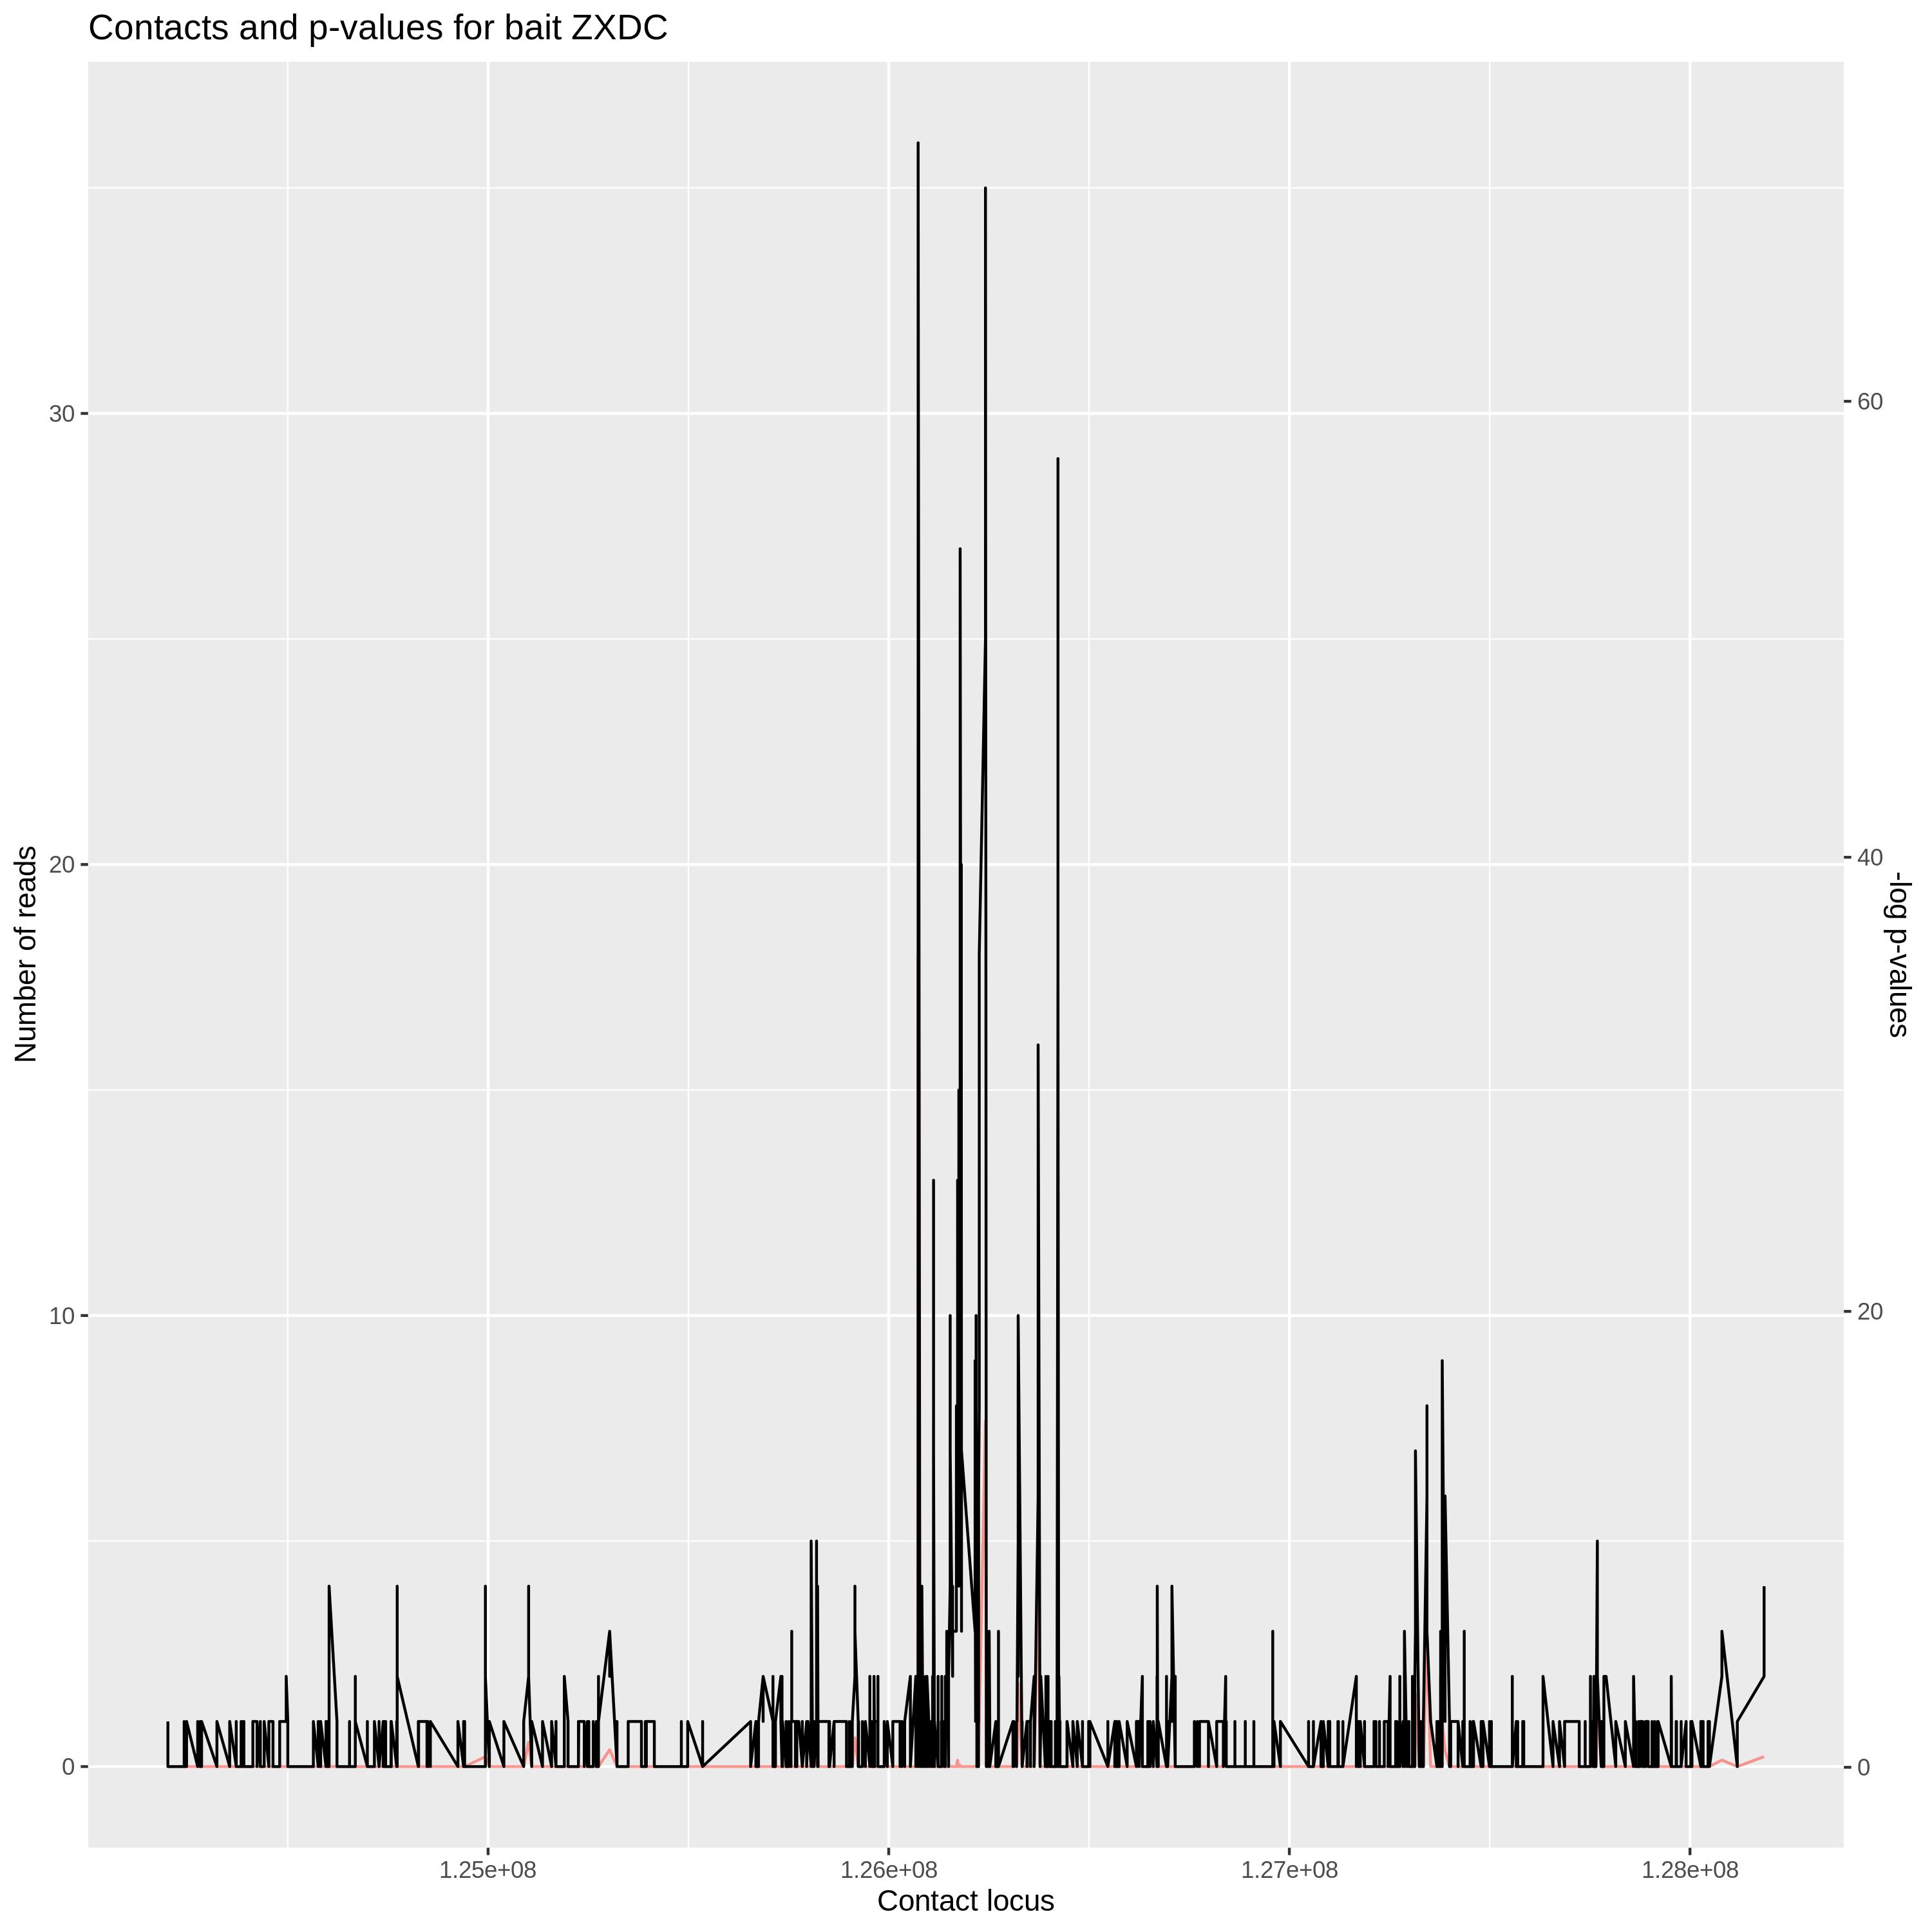 Contacts and p-values for bait ZXDC
Number of reads
30
20
10
0
60
40
20
0
-log p-values
1.25e+08
1.26e+08
1.27e+08
1.28e+08
Contact locus